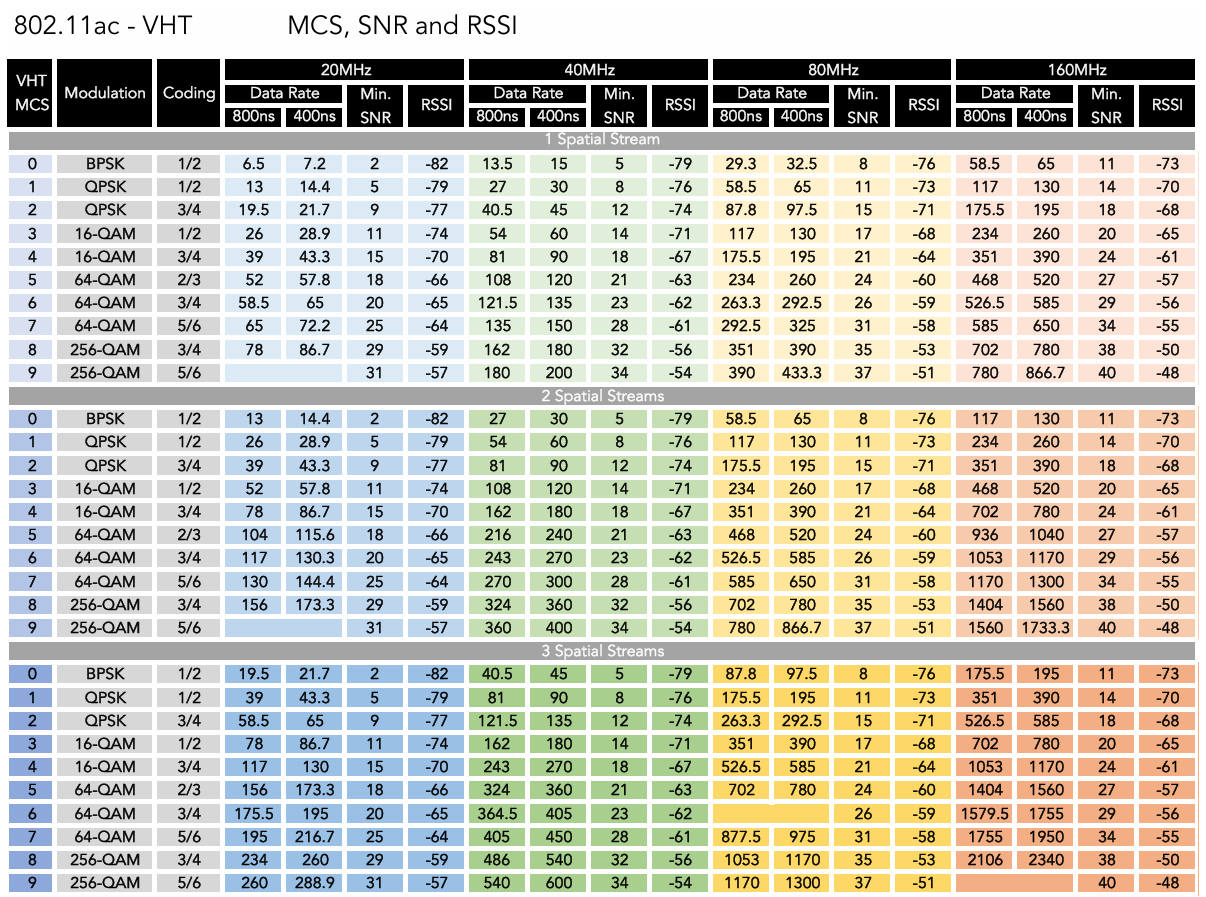 802.11ac - VHT MCS, SNR and RSSI
VHT MCS Modulation Coding 20MHz 40MHz 80MHz 160MHz
Data Rate Min. SNR RSSI Data Rate Min. SNR RSSI Data Rate Min. SNR RSSI Data Rate Min. SNR RSSI
800ns 400ns 800ns 400ns 800ns 400ns 800ns 400ns
1 Spatial Stream
0 BPSK 1/2 6.5 7.2 2 -82 13.5 15 5 -79 29.3 32.5 8 -76 58.5 65 11 -73
1 QPSK 1/2 13 14.4 5 -79 27 30 8 -76 58.5 65 11 -73 117 130 14 -70
2 QPSK 3/4 19.5 21.7 9 -77 40.5 45 12 -74 87.8 97.5 15 -71 175.5 195 18 -68
3 16-QAM 1/2 26 28.9 11 -74 54 60 14 -71 117 130 17 -68 234 260 20 -65
4 16-QAM 3/4 39 43.3 15 -70 81 90 18 -67 175.5 195 21 -64 351 390 24 -61
5 64-QAM 2/3 52 57.8 18 -66 108 120 21 -63 234 260 24 -60 468 520 27 -57
6 64-QAM 3/4 58.5 65 20 -65 121.5 135 23 -62 263.3 292.5 26 -59 526.5 585 29 -56
7 64-QAM 5/6 65 72.2 25 -64 135 150 28 -61 292.5 325 31 -58 585 650 34 -55
8 256-QAM 3/4 78 86.7 29 -59 162 180 32 -56 351 390 35 -53 702 780 38 -50
9 256-QAM 5/6 31 -57 180 200 34 -54 390 433.3 37 -51 780 866.7 40 -48
2 Spatial Streams
0 BPSK 1/2 13 14.4 2 -82 27 30 5 -79 58.5 65 8 -76 117 130 11 -73
1 QPSK 1/2 26 28.9 5 -79 54 60 8 -76 117 130 11 -73 234 260 14 -70
2 QPSK 3/4 39 43.3 9 -77 81 90 12 -74 175.5 195 15 -71 351 390 18 -68
3 16-QAM 1/2 52 57.8 11 -74 108 120 14 -71 234 260 17 -68 468 520 20 -65
4 16-QAM 3/4 78 86.7 15 -70 162 180 18 -67 351 390 21 -64 702 780 24 -61
5 64-QAM 2/3 104 115.6 18 -66 216 240 21 -63 468 520 24 -60 936 1040 27 -57
6 64-QAM 3/4 117 130.3 20 -65 243 270 23 -62 526.5 585 26 -59 1053 1170 29 -56
7 64-QAM 5/6 130 144.4 25 -64 270 300 28 -61 585 650 31 -58 1170 1300 34 -55
8 256-QAM 3/4 156 173.3 29 -59 324 360 32 -56 702 780 35 -53 1404 1560 38 -50
9 256-QAM 5/6 31 -57 360 400 34 -54 780 866.7 37 -51 1560 1733.3 40 -48
3 Spatial Streams
0 BPSK 1/2 19.5 21.7 2 -82 40.5 45 5 -79 87.8 97.5 8 -76 175.5 195 11 -73
1 QPSK 1/2 39 43.3 5 -79 81 90 8 -76 175.5 195 11 -73 351 390 14 -70
2 QPSK 3/4 58.5 65 9 -77 121.5 135 12 -74 263.3 292.5 15 -71 526.5 585 18 -68
3 16-QAM 1/2 78 86.7 11 -74 162 180 14 -71 351 390 17 -68 702 780 20 -65
4 16-QAM 3/4 117 130 15 -70 243 270 18 -67 526.5 585 21 -64 1053 1170 24 -61
5 64-QAM 2/3 156 173.3 18 -66 324 360 21 -63 702 780 24 -60 1404 1560 27 -57
6 64-QAM 3/4 175.5 195 20 -65 364.5 405 23 -62 26 -59 1579.5 1755 29 -56
7 64-QAM 5/6 195 216.7 25 -64 405 450 28 -61 877.5 975 31 -58 1755 1950 34 -55
8 256-QAM 3/4 234 260 29 -59 486 540 32 -56 1053 1170 35 -53 2106 2340 38 -50
9 256-QAM 5/6 260 288.9 31 -57 540 600 34 -54 1170 1300 37 -51 40 -48